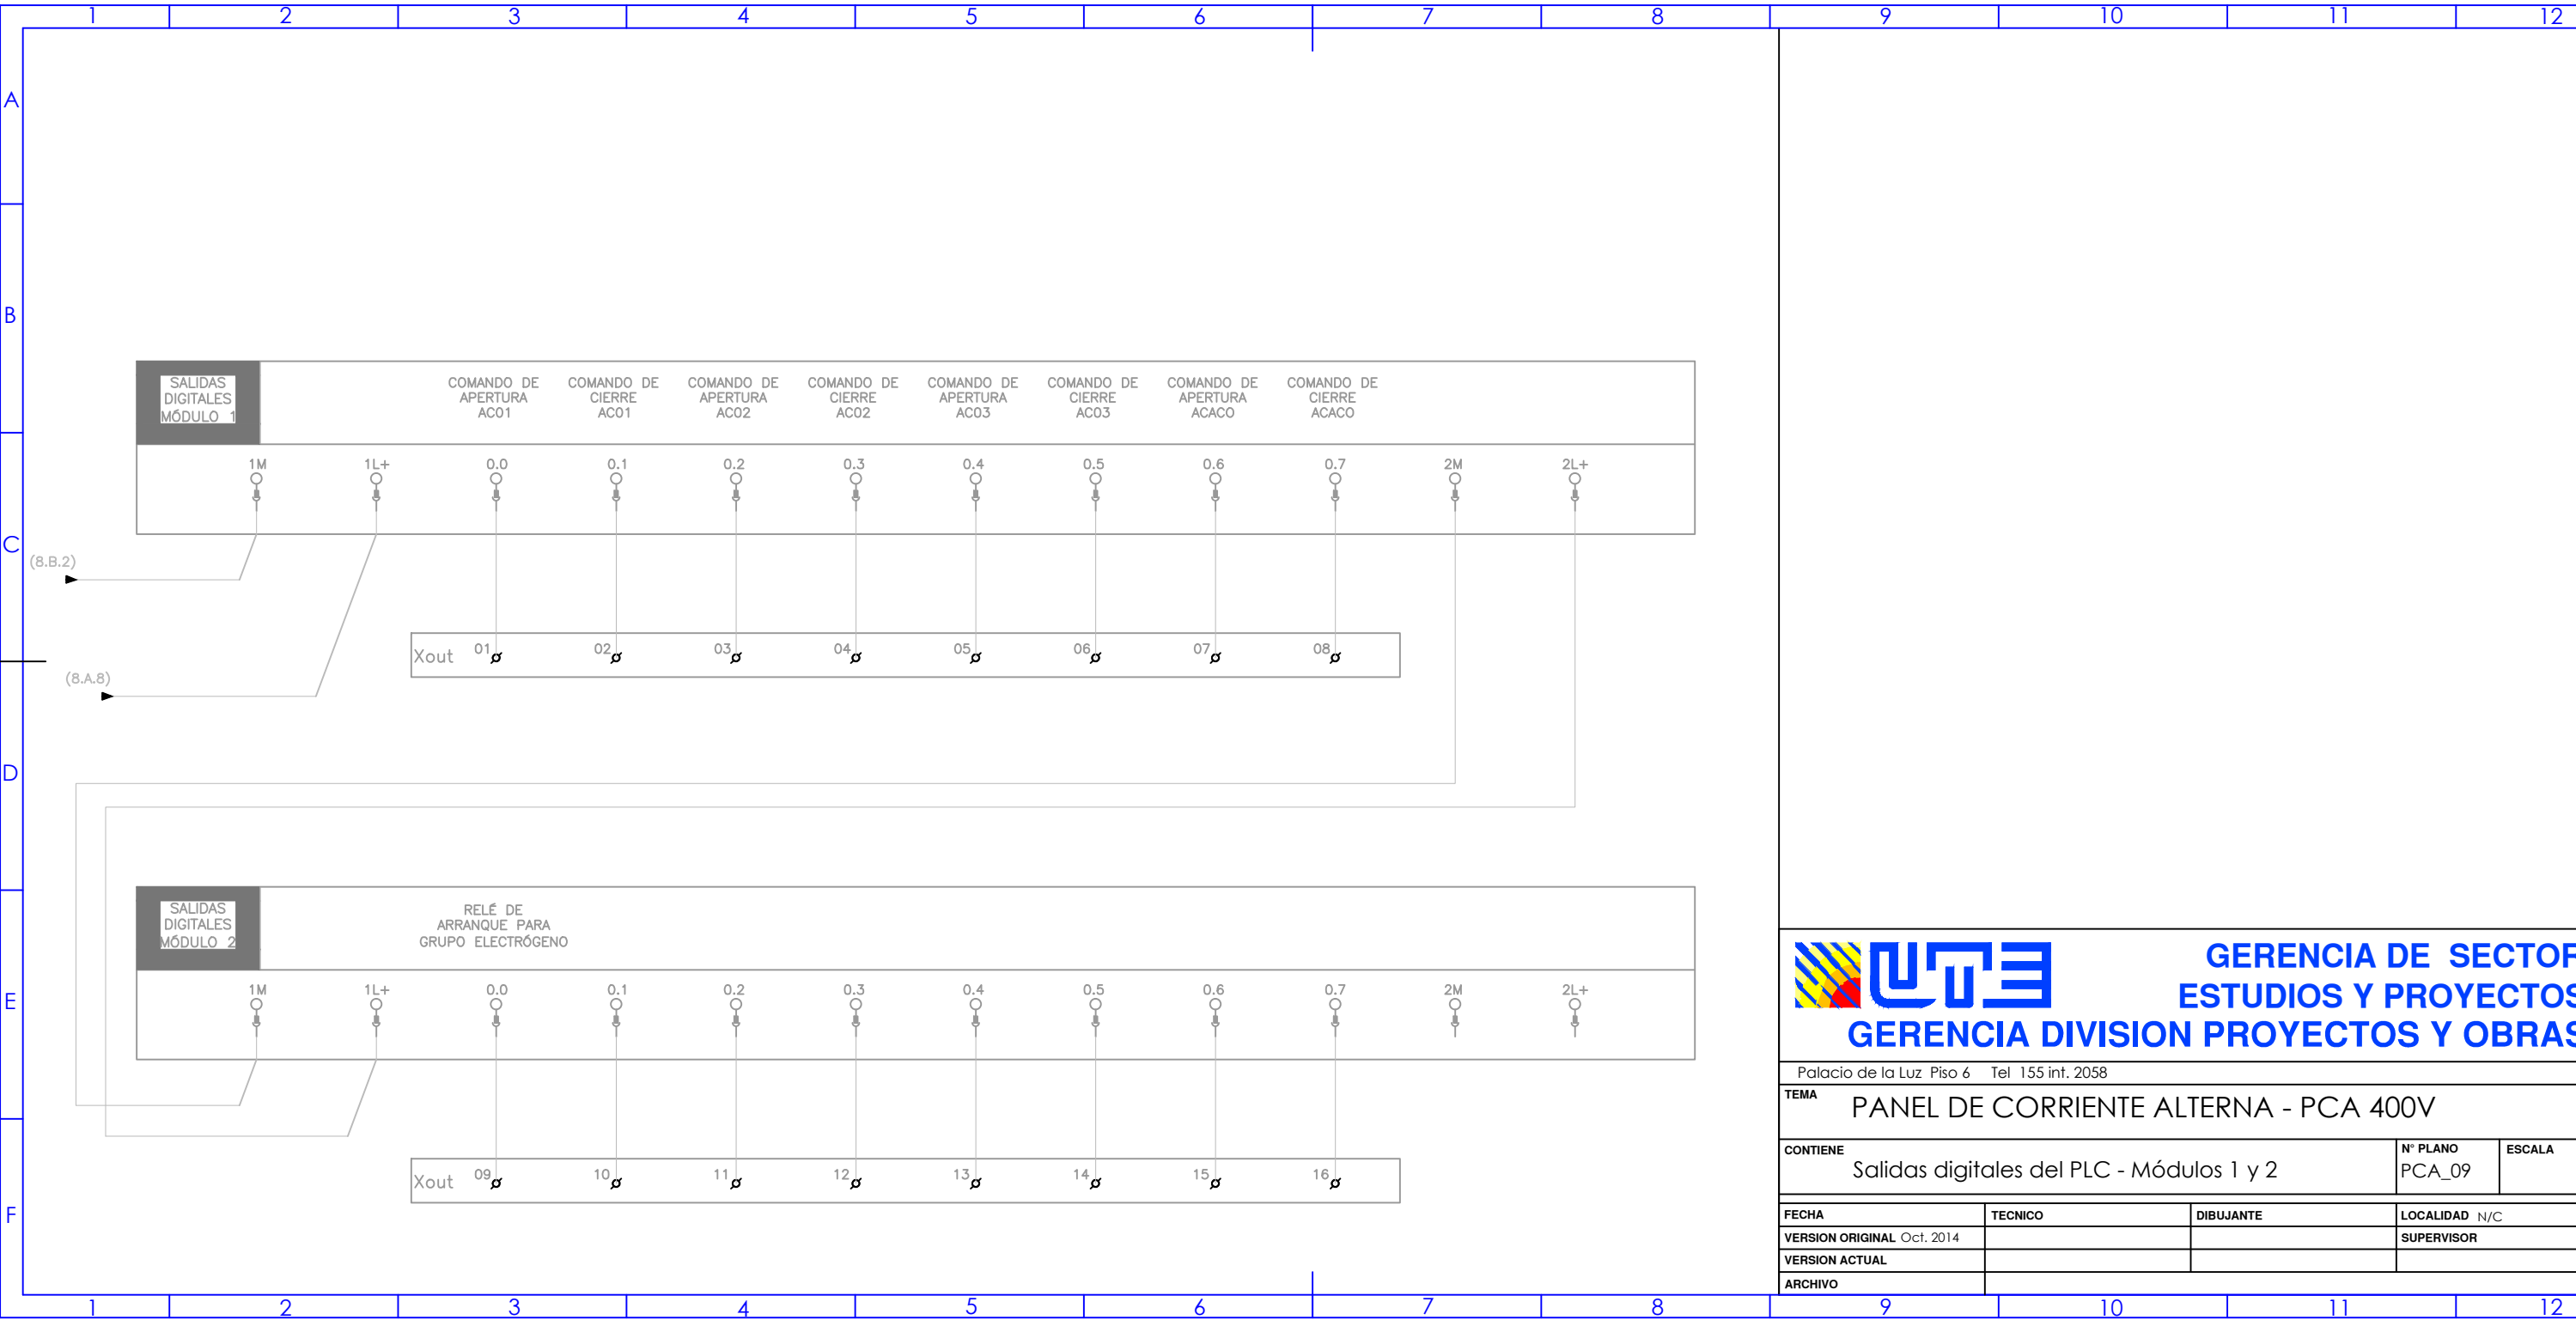 1 2 3 4 5 6 7 8 9 10 11 12
A
B
C
D
E
F
SALIDAS
DIGITALES
MÓDULO 1
COMANDO DE
APERTURA
AC01
COMANDO DE
CIERRE
AC01
COMANDO DE
APERTURA
AC02
COMANDO DE
CIERRE
AC02
COMANDO DE
APERTURA
AC03
COMANDO DE
CIERRE
AC03
COMANDO DE
APERTURA
ACACO
COMANDO DE
CIERRE
ACACO
1M 1L+ 0.0 0.1 0.2 0.3 0.4 0.5 0.6 0.7 2M 2L+
(8.B.2)
Xout 01 02 03 04 05 06 07 08
(8.A.8)
SALIDAS
DIGITALES
MÓDULO 2
RELÉ DE
ARRANQUE PARA
GRUPO ELECTRÓGENO
1M 1L+ 0.0 0.1 0.2 0.3 0.4 0.5 0.6 0.7 2M 2L+
Xout 09 10 11 12 13 14 15 16
UTE
GERENCIA DE SECTOR
ESTUDIOS Y PROYECTOS
GERENCIA DIVISION PROYECTOS Y OBRAS
Palacio de la Luz Piso 6 Tel 155 int. 2058
TEMA
PANEL DE CORRIENTE ALTERNA - PCA 400V
CONTIENE
Salidas digitales del PLC - Módulos 1 y 2
N° PLANO
PCA_09
ESCALA
FECHA TECNICO DIBUJANTE LOCALIDAD N/C
VERSION ORIGINAL Oct. 2014 SUPERVISOR
VERSION ACTUAL
ARCHIVO
1 2 3 4 5 6 7 8 9 10 11 12